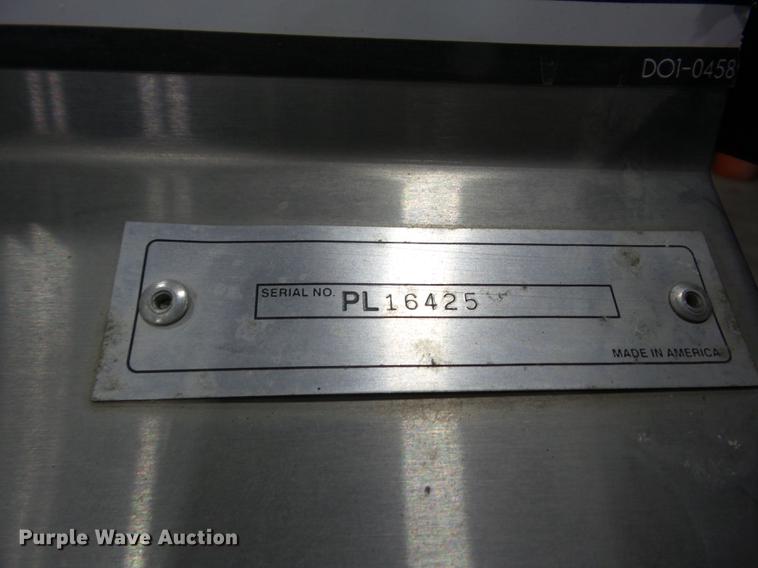 DO1-0458
SERIAL NO. PL16425
MADE IN AMERICA
Purple Wave Auction